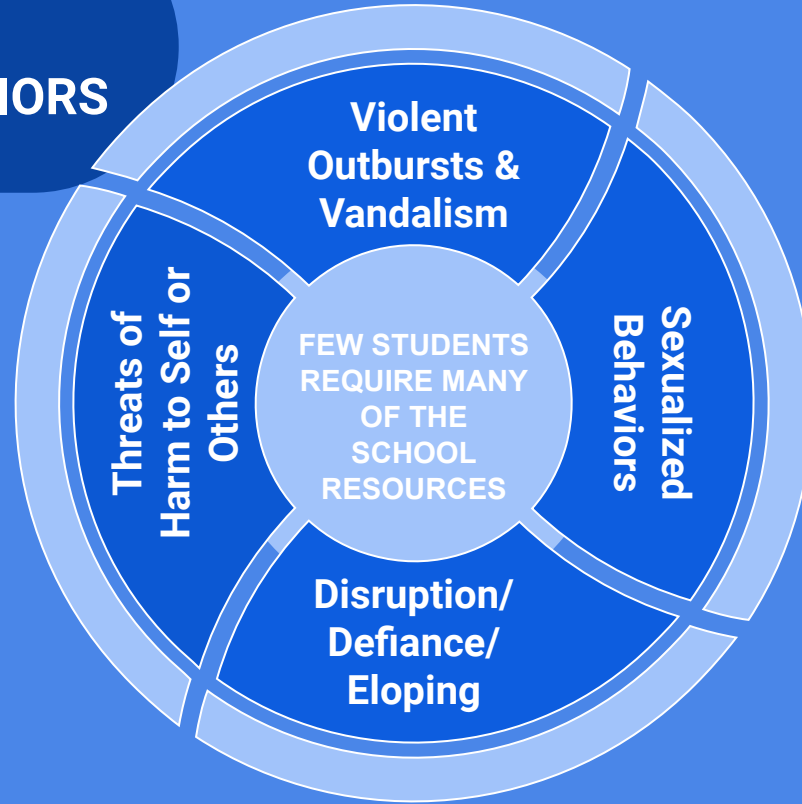 IORS
Violent
Outbursts &
Vandalism
Threats of
Harm to Self or
Others
FEW STUDENTS
REQUIRE MANY
OF THE
SCHOOL
RESOURCES
Sexualized
Behaviors
Disruption/
Defiance/
Eloping